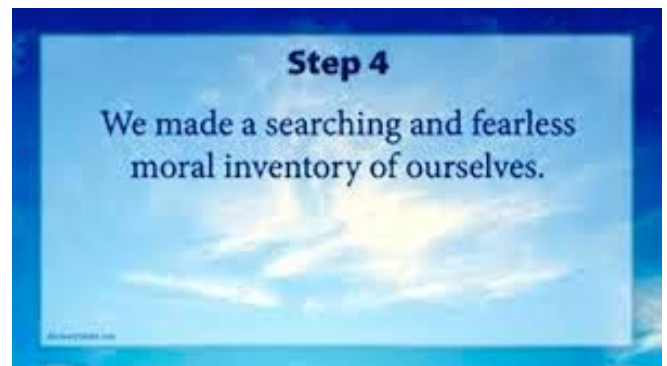 Step 4
We made a searching and fearless
moral inventory of ourselves.